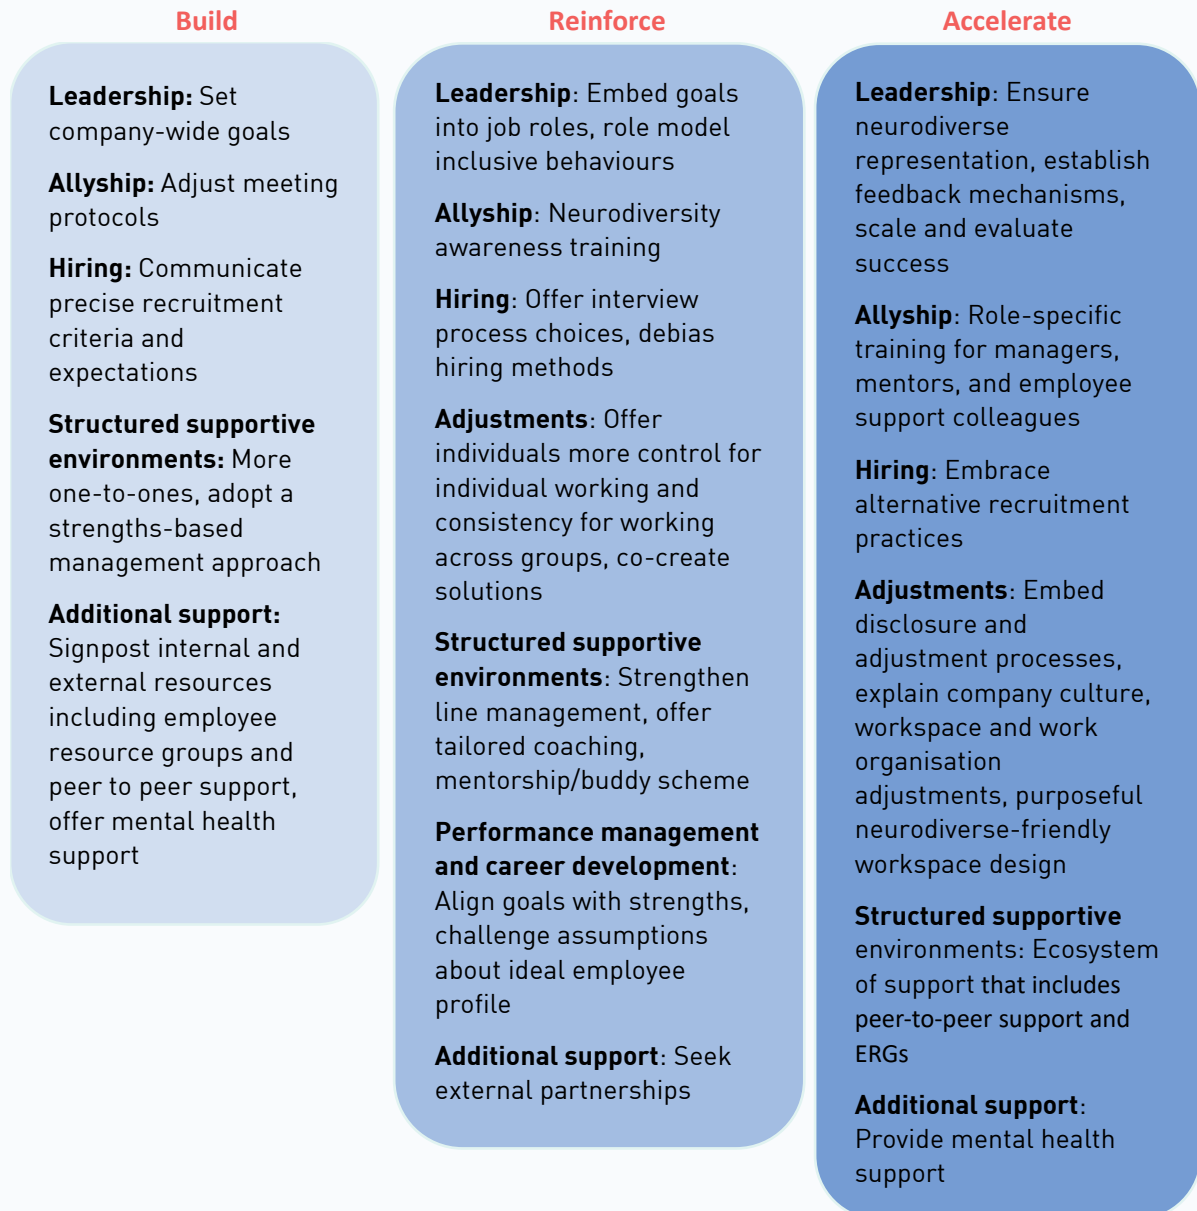 Build
Leadership: Set
company-wide goals
Allyship: Adjust meeting
protocols
Hiring: Communicate
precise recruitment
criteria and
expectations
Structured supportive
environments: More
one-to-ones, adopt a
strengths-based
management approach
Additional support:
Signpost internal and
external resources
including employee
resource groups and
peer to peer support,
offer mental health
support
Reinforce
Leadership: Embed goals
into job roles, role model
inclusive behaviours
Allyship: Neurodiversity
awareness training
Hiring: Offer interview
process choices, debias
hiring methods
Adjustments: Offer
individuals more control for
individual working and
consistency for working
across groups, co-create
solutions
Structured supportive
environments: Strengthen
line management, offer
tailored coaching,
mentorship/buddy scheme
Performance management
and career development:
Align goals with strengths,
challenge assumptions
about ideal employee
profile
Additional support: Seek
external partnerships
Accelerate
Leadership: Ensure
neurodiverse
representation, establish
feedback mechanisms,
scale and evaluate
success
Allyship: Role-specific
training for managers,
mentors, and employee
support colleagues
Hiring: Embrace
alternative recruitment
practices
Adjustments: Embed
disclosure and
adjustment processes,
explain company culture,
workspace and work
organisation
adjustments, purposeful
neurodiverse-friendly
workspace design
Structured supportive
environments: Ecosystem
of support that includes
peer-to-peer support and
ERGs
Additional support:
Provide mental health
support